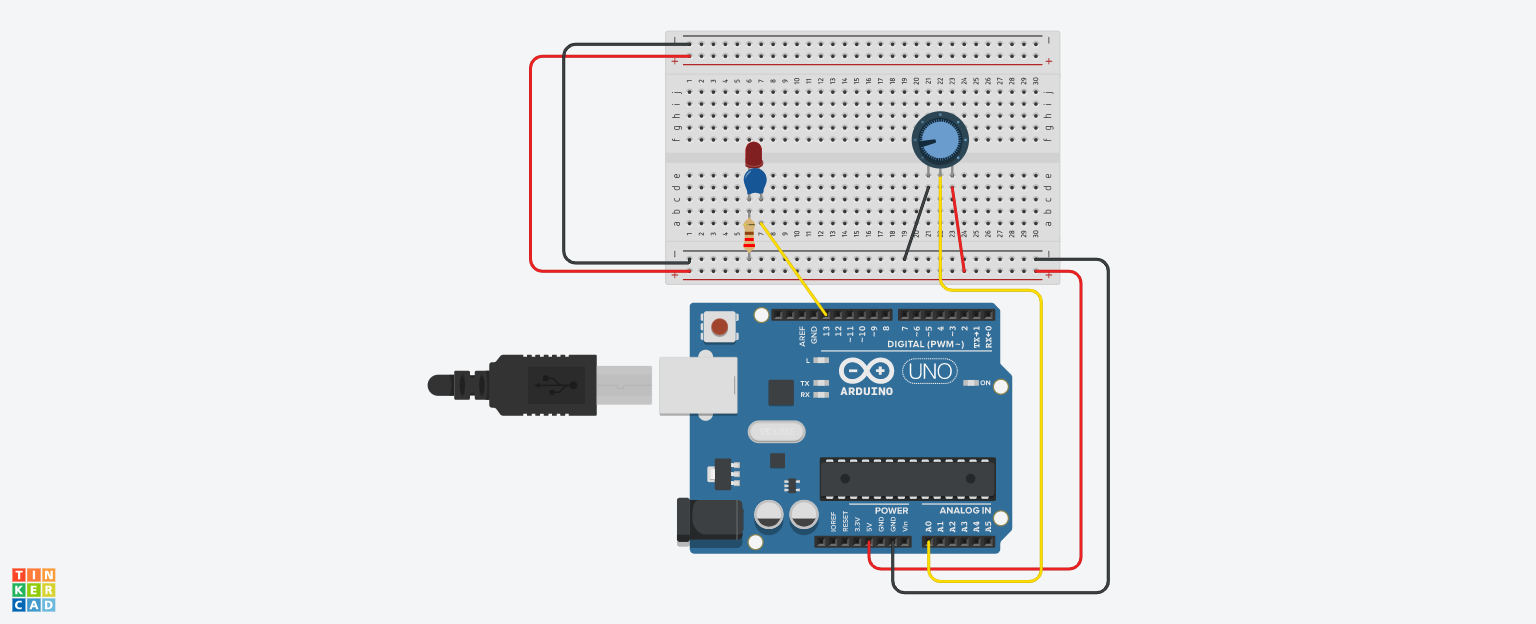 − −
+ +
1 2 3 4 5 6 7 8 9 10 11 12 13 14 15 16 17 18 19 20 21 22 23 24 25 26 27 28 29 30
j j
i i
h h
g g
f f
e e
d d
c c
b b
a a
1 2 3 4 5 6 7 8 9 10 11 12 13 14 15 16 17 18 19 20 21 22 23 24 25 26 27 28 29 30
− −
+ +
AREF GND 13 12 ~11 ~10 ~9 8 7 ~6 ~5 4 ~3 2 TX→1 RX←0
DIGITAL (PWM~)
L
TX
RX
UNO
ON
ARDUINO
POWER ANALOG IN
IOREF RESET 3.3V 5V GND GND Vin A0 A1 A2 A3 A4 A5
TIN
KER
CAD